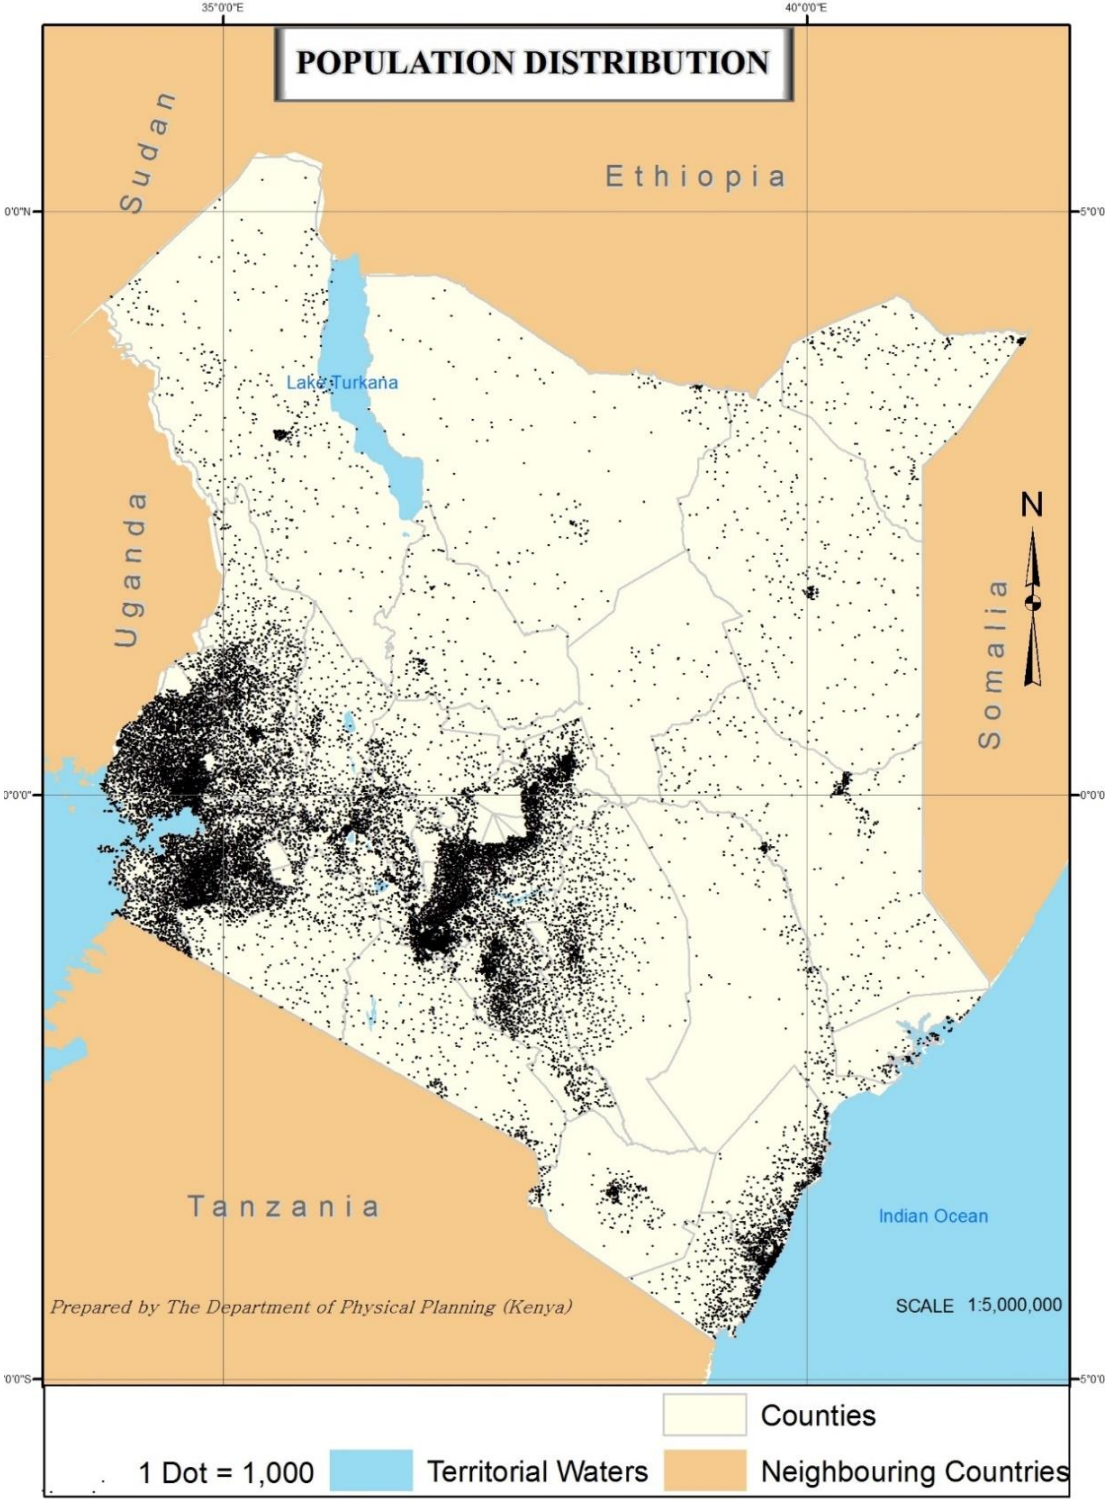 35°0'0"E 40°0'0"E
POPULATION DISTRIBUTION
Sudan
Ethiopia
0'0"N 5°0'0
Lake Turkana
Uganda
N
Somalia
0°0'0" 0°0'0
Tanzania
Indian Ocean
Prepared by The Department of Physical Planning (Kenya)
SCALE 1:5,000,000
0'0"S 5°0'0
Counties
1 Dot = 1,000
Territorial Waters
Neighbouring Countries